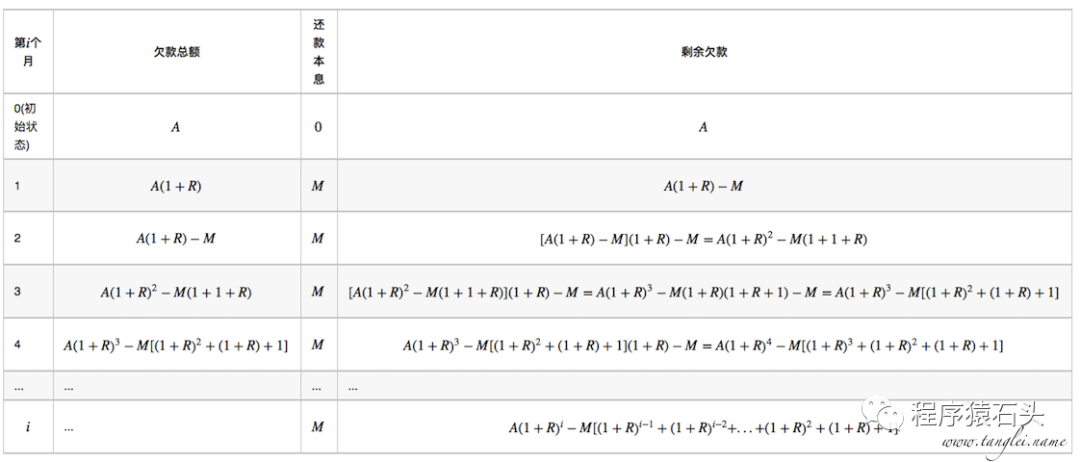 第i个月 欠款总额 还款本息 剩余欠款
0(初始状态) A 0 A
1 A(1 + R) M A(1 + R) − M
2 A(1 + R) − M M [A(1 + R) − M](1 + R) − M = A(1 + R)² − M(1 + 1 + R)
3 A(1 + R)² − M(1 + 1 + R) M [A(1 + R)² − M(1 + 1 + R)](1 + R) − M = A(1 + R)³ − M(1 + R)(1 + R + 1) − M = A(1 + R)³ − M[(1 + R)² + (1 + R) + 1]
4 A(1 + R)³ − M[(1 + R)² + (1 + R) + 1] M A(1 + R)³ − M[(1 + R)² + (1 + R) + 1](1 + R) − M = A(1 + R)⁴ − M[(1 + R)³ + (1 + R)² + (1 + R) + 1]
... ... ... ...
i ... M A(1 + R)ⁱ − M[(1 + R)ⁱ⁻¹ + (1 + R)ⁱ⁻²+...+(1 + R)² + (1 + R) + 1]
程序猿石头
www.tanglei.name